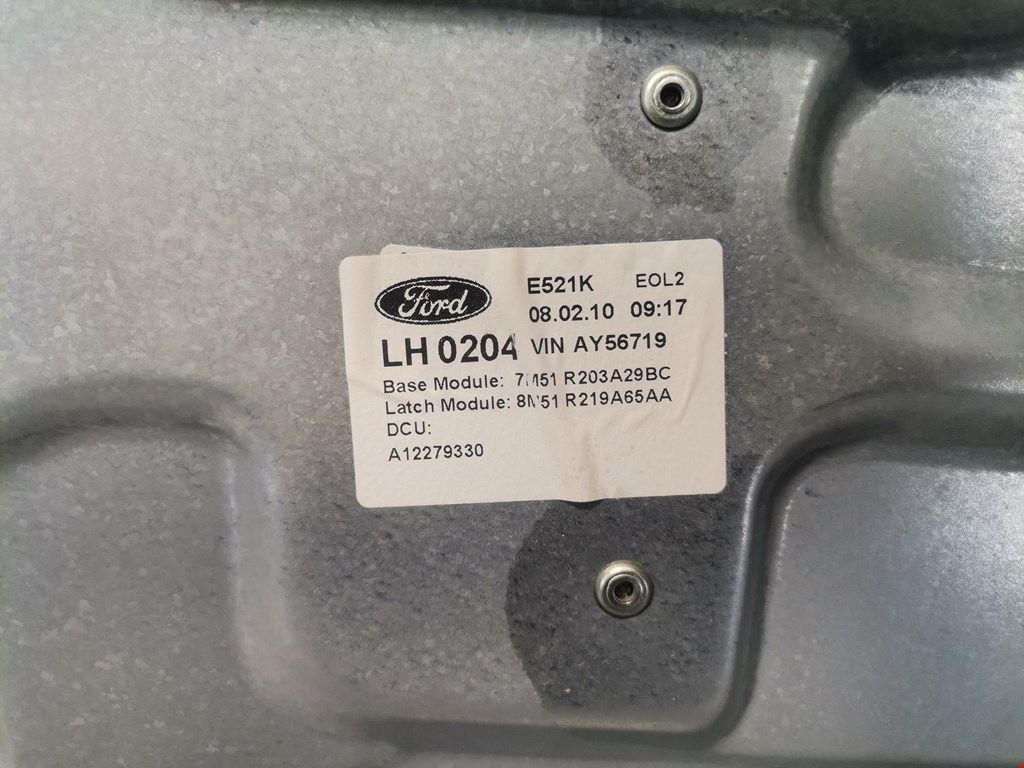 Ford
E521K EOL2
08.02.10 09:17
LH 0204 VIN AY56719
Base Module: 7M51 R203A29BC
Latch Module: 8M51 R219A65AA
DCU:
A12279330